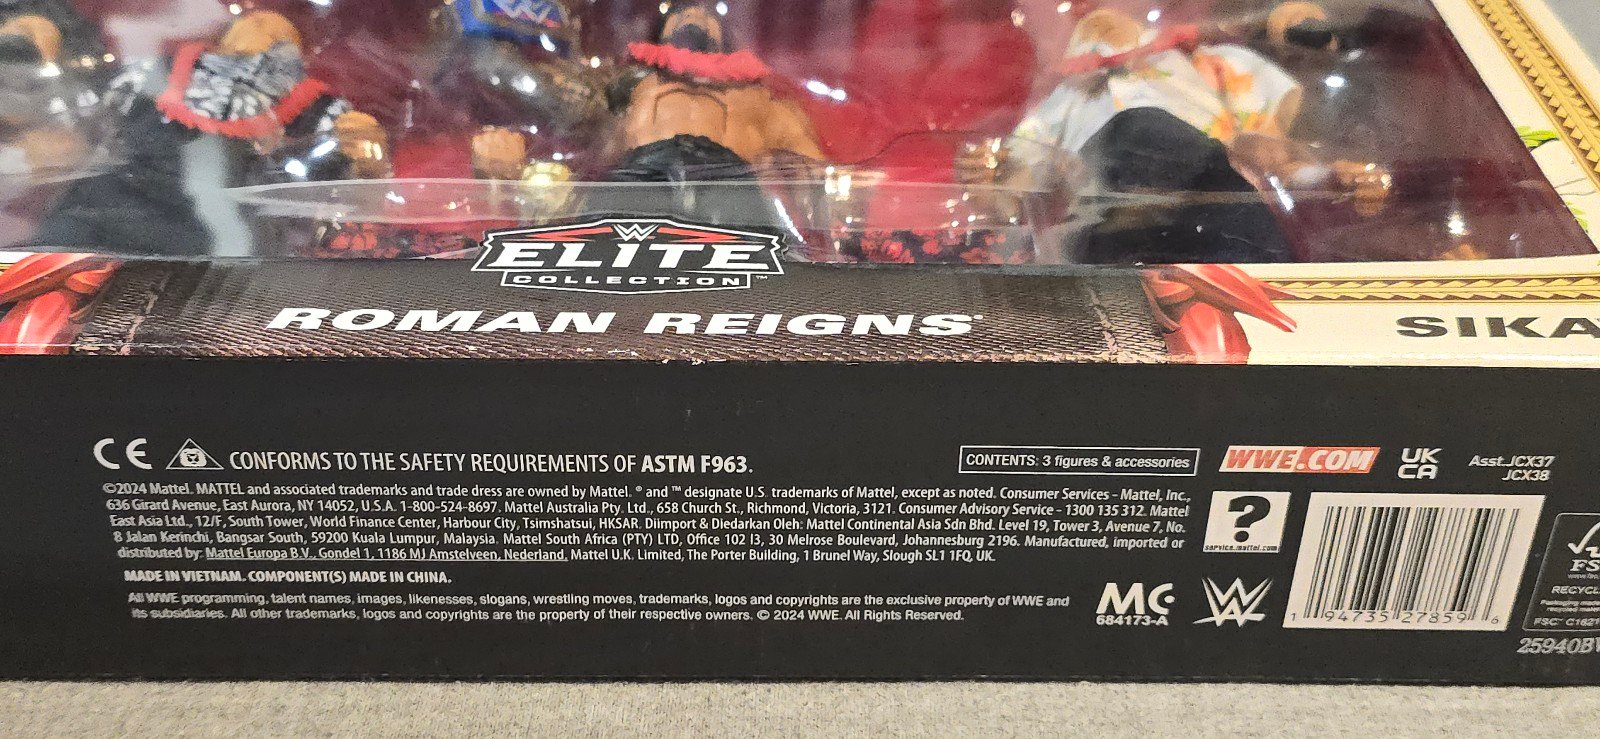 W
ELITE
COLLECTION™
ROMAN REIGNS®
SIKA
CE CONFORMS TO THE SAFETY REQUIREMENTS OF ASTM F963.
©2024 Mattel. MATTEL and associated trademarks and trade dress are owned by Mattel. ® and ™ designate U.S. trademarks of Mattel, except as noted. Consumer Services – Mattel, Inc.,
636 Girard Avenue, East Aurora, NY 14052, U.S.A. 1-800-524-8697. Mattel Australia Pty. Ltd., 658 Church St., Richmond, Victoria, 3121. Consumer Advisory Service - 1300 135 312. Mattel
East Asia Ltd., 12/F, South Tower, World Finance Center, Harbour City, Tsimshatsui, HKSAR. Diimport & Diedarkan Oleh: Mattel Continental Asia Sdn Bhd. Level 19, Tower 3, Avenue 7, No.
8 Jalan Kerinchi, Bangsar South, 59200 Kuala Lumpur, Malaysia. Mattel South Africa (PTY) LTD, Office 102 I3, 30 Melrose Boulevard, Johannesburg 2196. Manufactured, imported or
distributed by: Mattel Europa B.V., Gondel 1, 1186 MJ Amstelveen, Nederland. Mattel U.K. Limited, The Porter Building, 1 Brunel Way, Slough SL1 1FQ, UK.
MADE IN VIETNAM. COMPONENT(S) MADE IN CHINA.
All WWE programming, talent names, images, likenesses, slogans, wrestling moves, trademarks, logos and copyrights are the exclusive property of WWE and
its subsidiaries. All other trademarks, logos and copyrights are the property of their respective owners. © 2024 WWE. All Rights Reserved.
CONTENTS: 3 figures & accessories
WWE.COM
UK
CA
Asst.JCX37
JCX38
?
service.mattel.com
MC
684173-A
W
1 94735 27859 6
FS
RECYCL
FSC® C1621
25940B